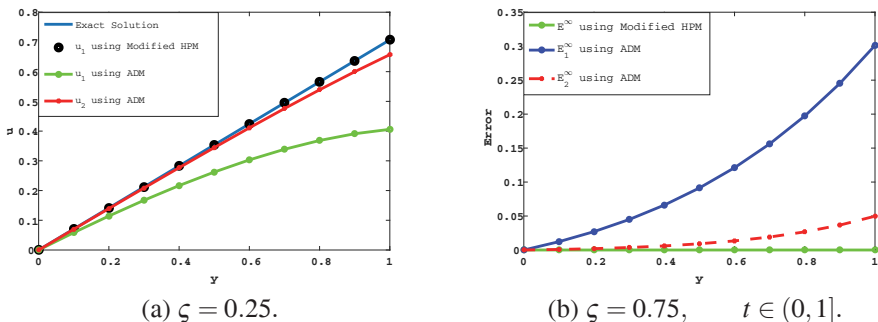 Exact Solution
u1 using Modified HPM
u1 using ADM
u2 using ADM
0.8
0.7
0.6
0.5
0.4
0.3
0.2
0.1
0
u
0 0.2 0.4 0.6 0.8 1
y
(a) ς = 0.25.
E∞ using Modified HPM
E1∞ using ADM
E2∞ using ADM
0.35
0.3
0.25
0.2
0.15
0.1
0.05
0
Error
0 0.2 0.4 0.6 0.8 1
y
(b) ς = 0.75, t ∈ (0, 1].